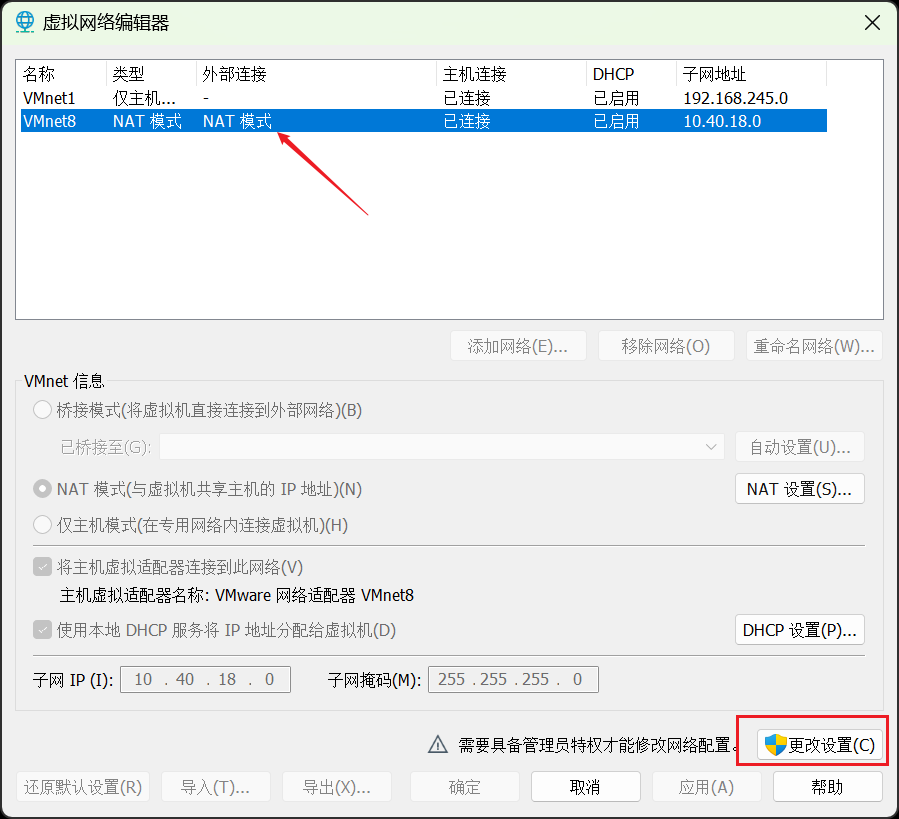 虚拟网络编辑器
名称 类型 外部连接 主机连接 DHCP 子网地址
VMnet1 仅主机... - 已连接 已启用 192.168.245.0
VMnet8 NAT 模式 NAT 模式 已连接 已启用 10.40.18.0
添加网络(E)... 移除网络(O) 重命名网络(W)...
VMnet 信息
桥接模式(将虚拟机直接连接到外部网络)(B)
已桥接至(G): 自动设置(U)...
NAT 模式(与虚拟机共享主机的 IP 地址)(N) NAT 设置(S)...
仅主机模式(在专用网络内连接虚拟机)(H)
将主机虚拟适配器连接到此网络(V)
主机虚拟适配器名称: VMware 网络适配器 VMnet8
使用本地 DHCP 服务将 IP 地址分配给虚拟机(D) DHCP 设置(P)...
子网 IP (I): 10 . 40 . 18 . 0 子网掩码(M): 255 . 255 . 255 . 0
需要具备管理员特权才能修改网络配置。 更改设置(C)
还原默认设置(R) 导入(T)... 导出(X)... 确定 取消 应用(A) 帮助